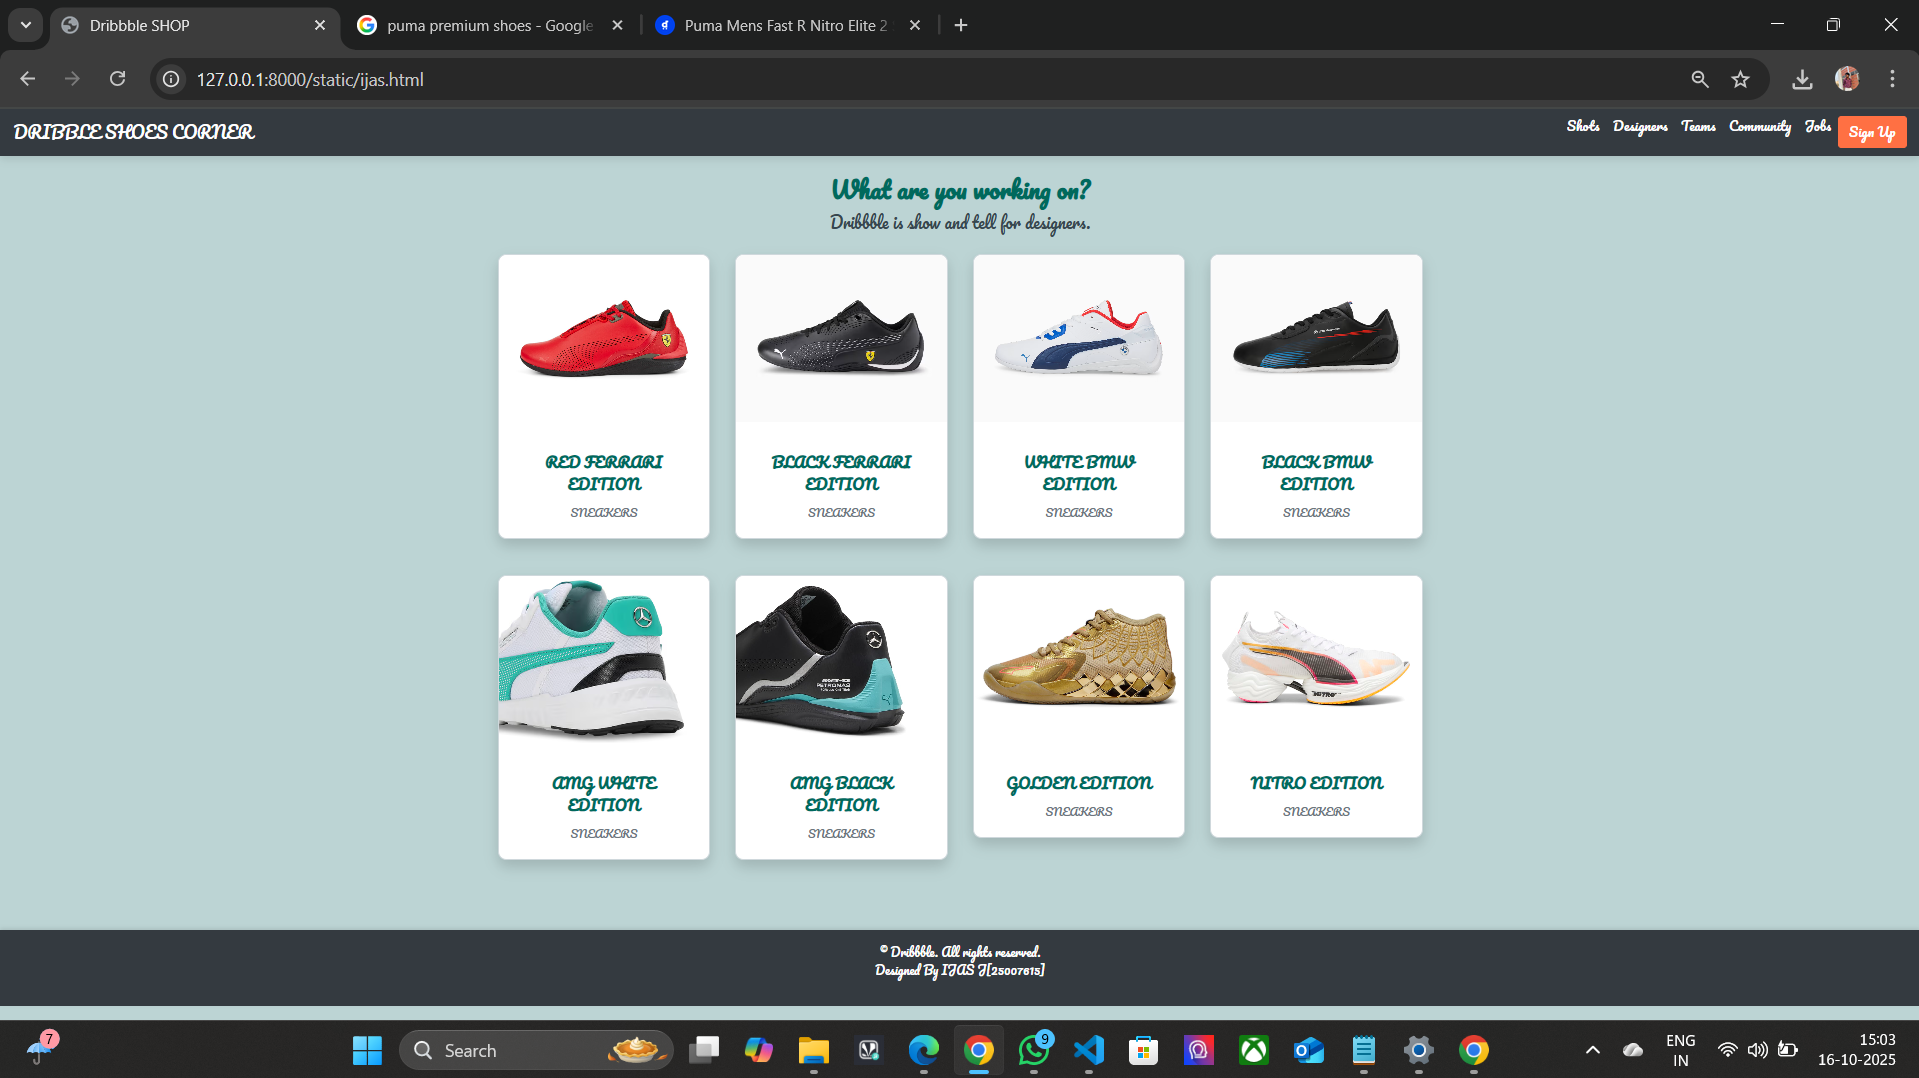 Dribbble SHOP
puma premium shoes - Google
Puma Mens Fast R Nitro Elite 2
127.0.0.1:8000/static/ijas.html
DRIBBLE SHOES CORNER
Shots Designers Teams Community Jobs Sign Up
What are you working on?
Dribbble is show and tell for designers.
RED FERRARI
EDITION
SNEAKERS
BLACK FERRARI
EDITION
SNEAKERS
WHITE BMW
EDITION
SNEAKERS
BLACK BMW
EDITION
SNEAKERS
PETRONAS
NITRO
AMG WHITE
EDITION
SNEAKERS
AMG BLACK
EDITION
SNEAKERS
GOLDEN EDITION
SNEAKERS
NITRO EDITION
SNEAKERS
© Dribbble. All rights reserved.
Designed By IJAS J[25007615]
7
Search
9
ENG
IN
15:03
16-10-2025